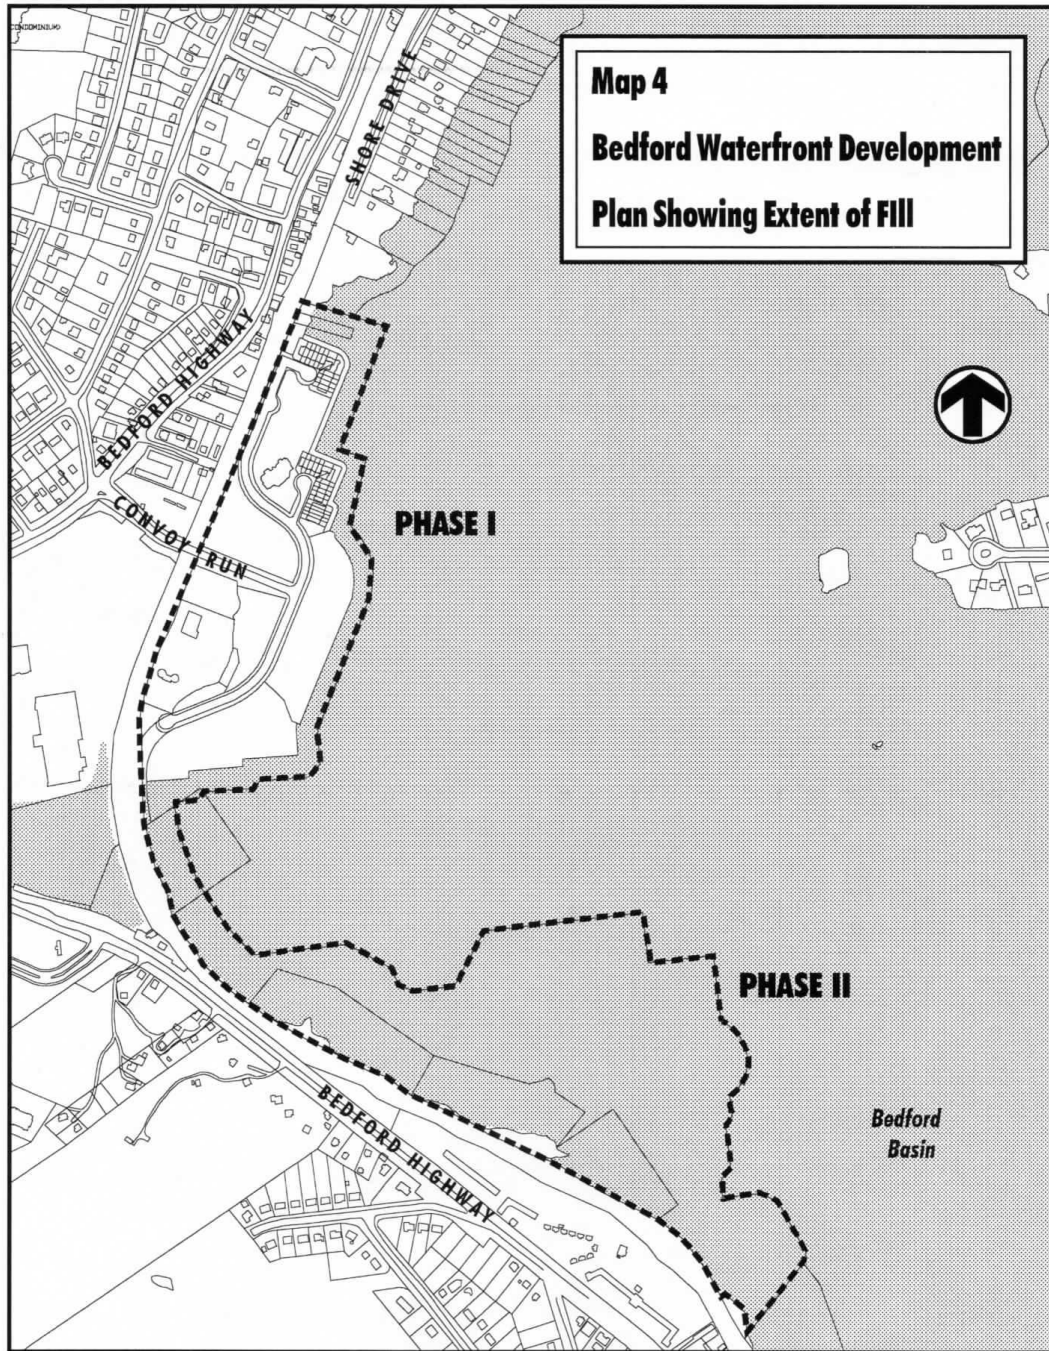 CONDOMINIUM
Map 4
Bedford Waterfront Development
Plan Showing Extent of FIll
SHORE DRIVE
BEDFORD HIGHWAY
CONVOY RUN
PHASE I
PHASE II
BEDFORD HIGHWAY
Bedford
Basin